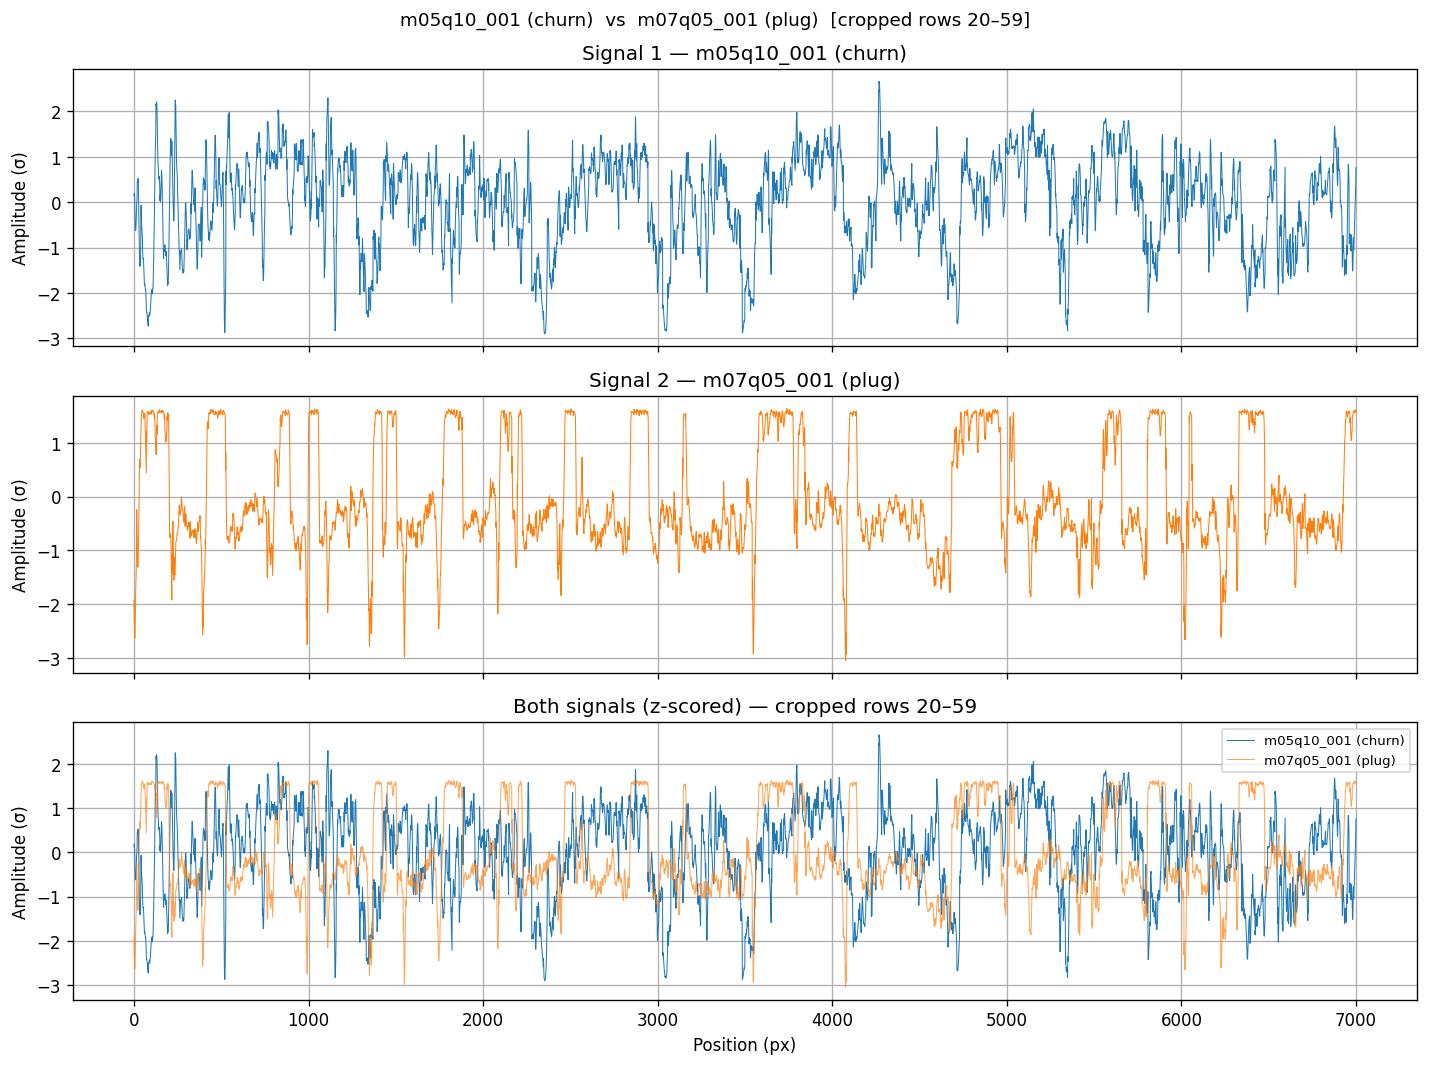 m05q10_001 (churn)  vs  m07q05_001 (plug)  [cropped rows 20–59]
Signal 1 — m05q10_001 (churn)
Amplitude (σ)
2
1
0
−1
−2
−3
Signal 2 — m07q05_001 (plug)
Amplitude (σ)
1
0
−1
−2
−3
Both signals (z-scored) — cropped rows 20–59
Amplitude (σ)
2
1
0
−1
−2
−3
m05q10_001 (churn)
m07q05_001 (plug)
0 1000 2000 3000 4000 5000 6000 7000
Position (px)